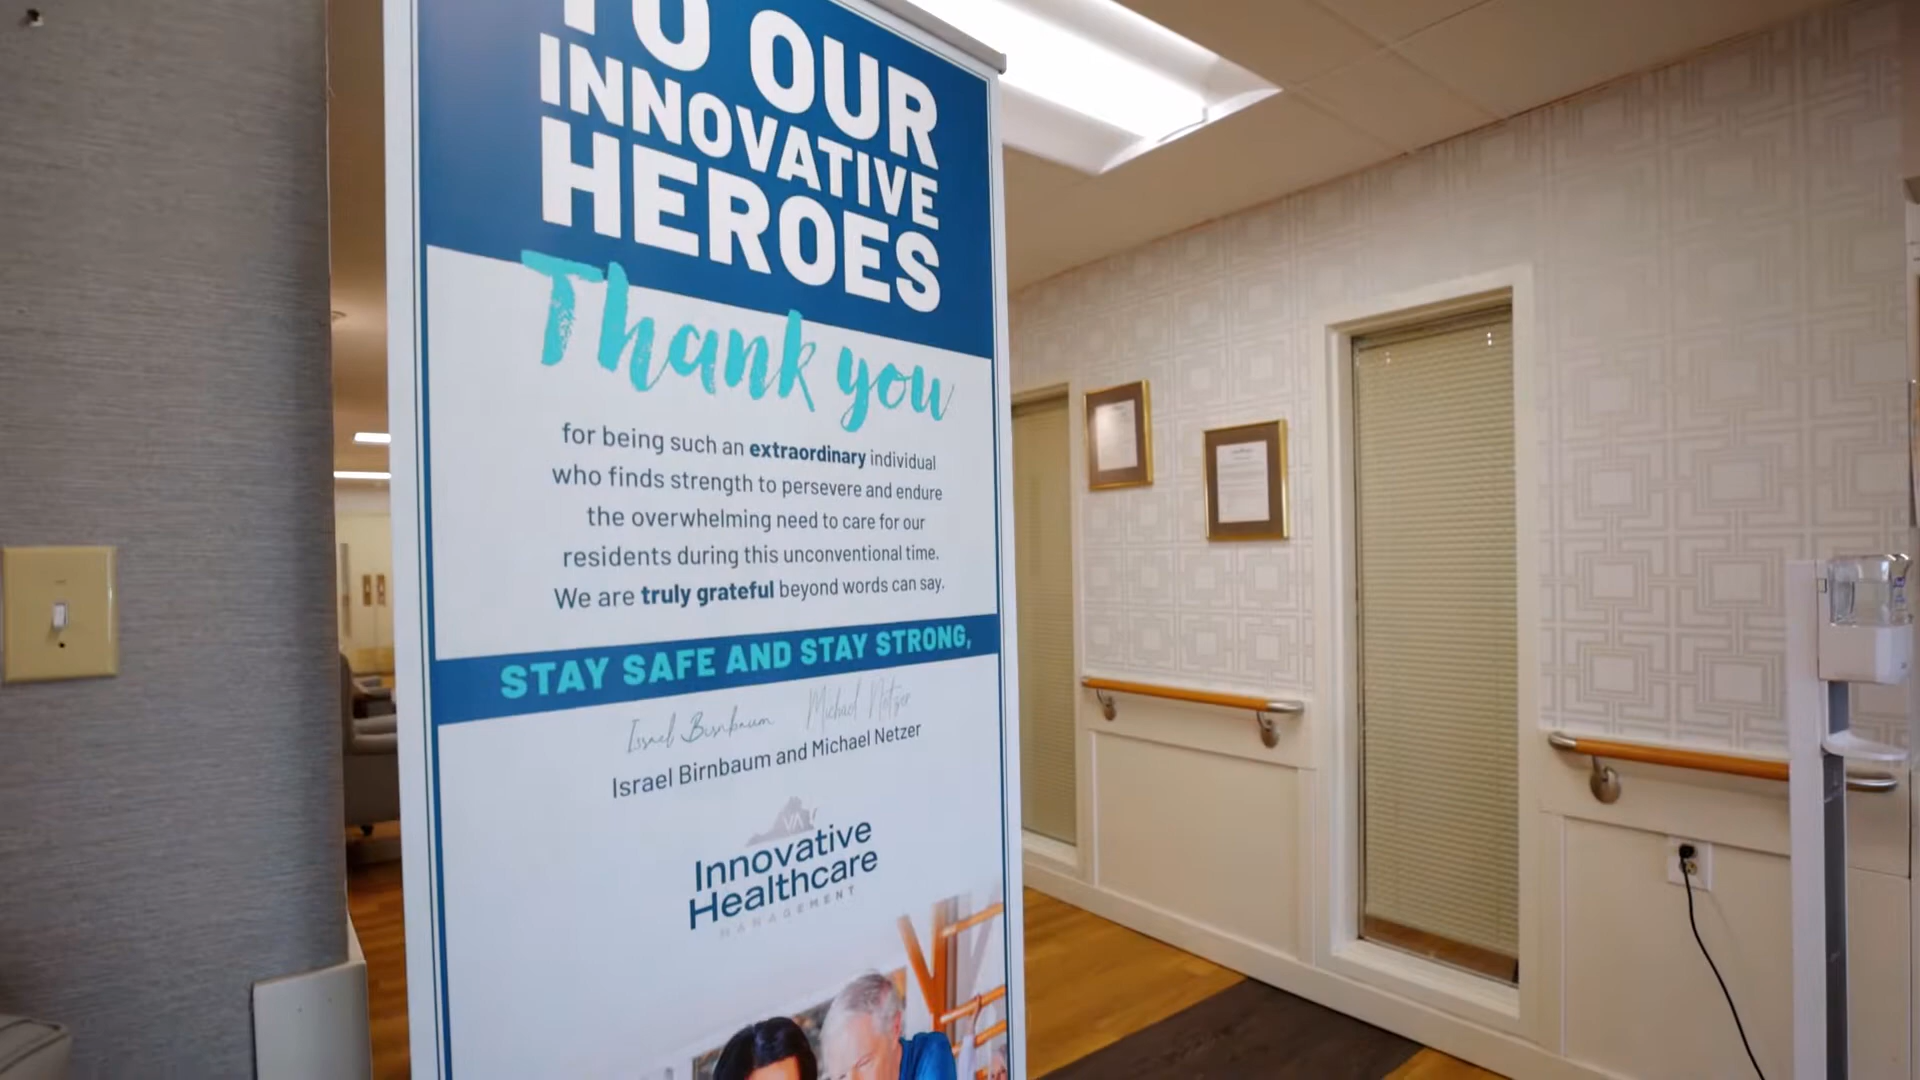 TO OUR
INNOVATIVE
HEROES
Thank you
for being such an extraordinary individual
who finds strength to persevere and endure
the overwhelming need to care for our
residents during this unconventional time.
We are truly grateful beyond words can say.
STAY SAFE AND STAY STRONG,
Israel Birnbaum Michael Netzer
Israel Birnbaum and Michael Netzer
VA
Innovative
Healthcare
MANAGEMENT